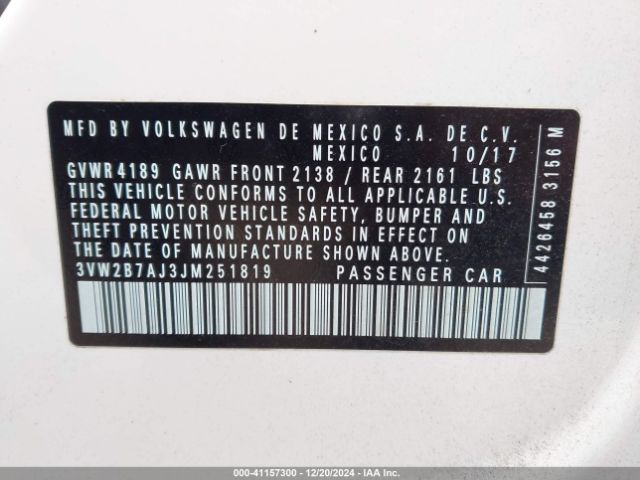 MFD BY VOLKSWAGEN DE MEXICO S.A. DE C.V.
MEXICO 10/17
GVWR 4189 GAWR FRONT 2138 / REAR 2161 LBS
THIS VEHICLE CONFORMS TO ALL APPLICABLE U.S.
FEDERAL MOTOR VEHICLE SAFETY, BUMPER AND
THEFT PREVENTION STANDARDS IN EFFECT ON
THE DATE OF MANUFACTURE SHOWN ABOVE.
3VW2B7AJ3JM251819 PASSENGER CAR
4426458 3156 M
000-41157300 - 12/20/2024 - IAA Inc.